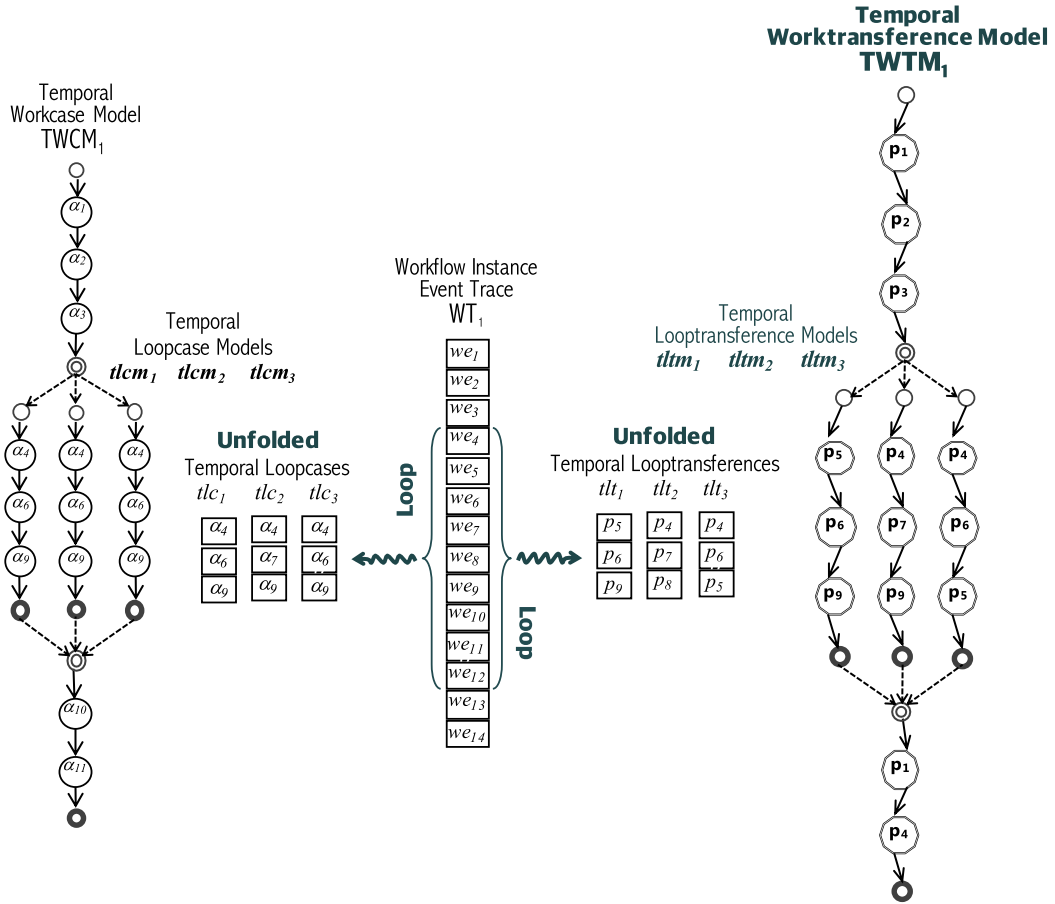 Temporal
Worktransference Model
TWTM1
p1
p2
p3
Temporal
Workcase Model
TWCM1
α1
α2
α3
Temporal
Loopcase Models
tlcm1 tlcm2 tlcm3
α4 α4 α4
α6 α6 α6
α9 α9 α9
α10
α11
Unfolded
Temporal Loopcases
tlc1 tlc2 tlc3
α4 α4 α4
α6 α7 α6
α9 α9 α9
Workflow Instance
Event Trace
WT1
we1
we2
we3
we4
we5
we6
we7
we8
we9
we10
we11
we12
we13
we14
Loop
Loop
Temporal
Looptransference Models
tltm1 tltm2 tltm3
Unfolded
Temporal Looptransferences
tlt1 tlt2 tlt3
p5 p4 p4
p6 p7 p6
p9 p8 p5
p5 p4 p4
p6 p7 p6
p9 p9 p5
p1
p4